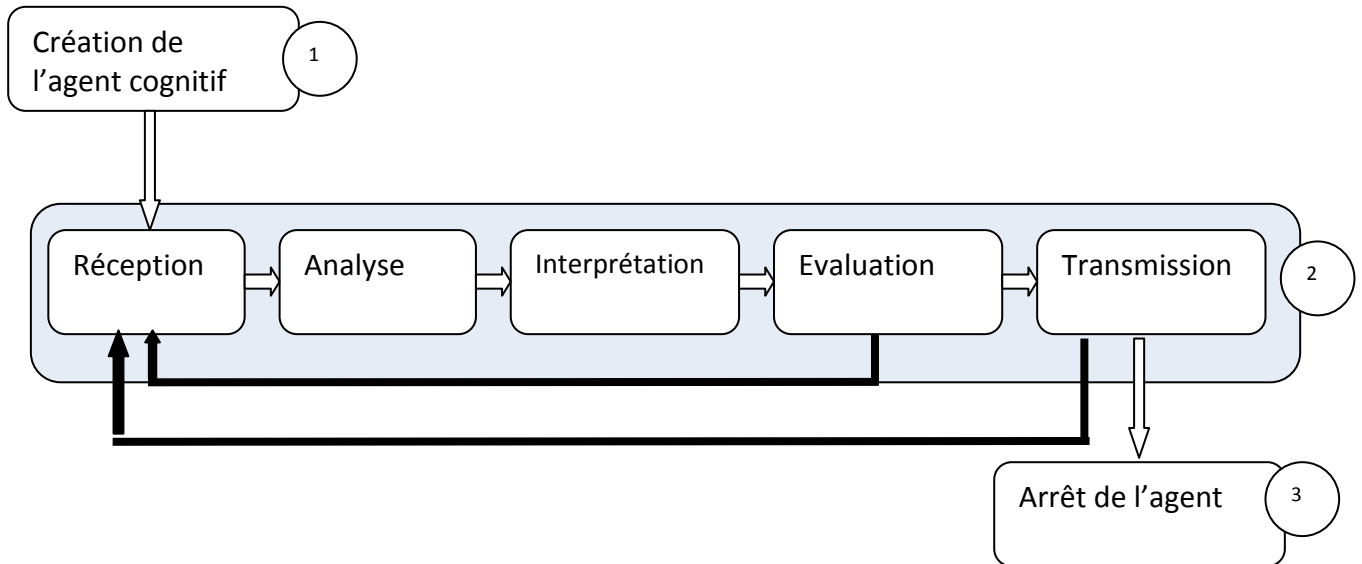 Création de
l’agent cognitif
1
Réception
Analyse
Interprétation
Evaluation
Transmission
2
Arrêt de l’agent
3